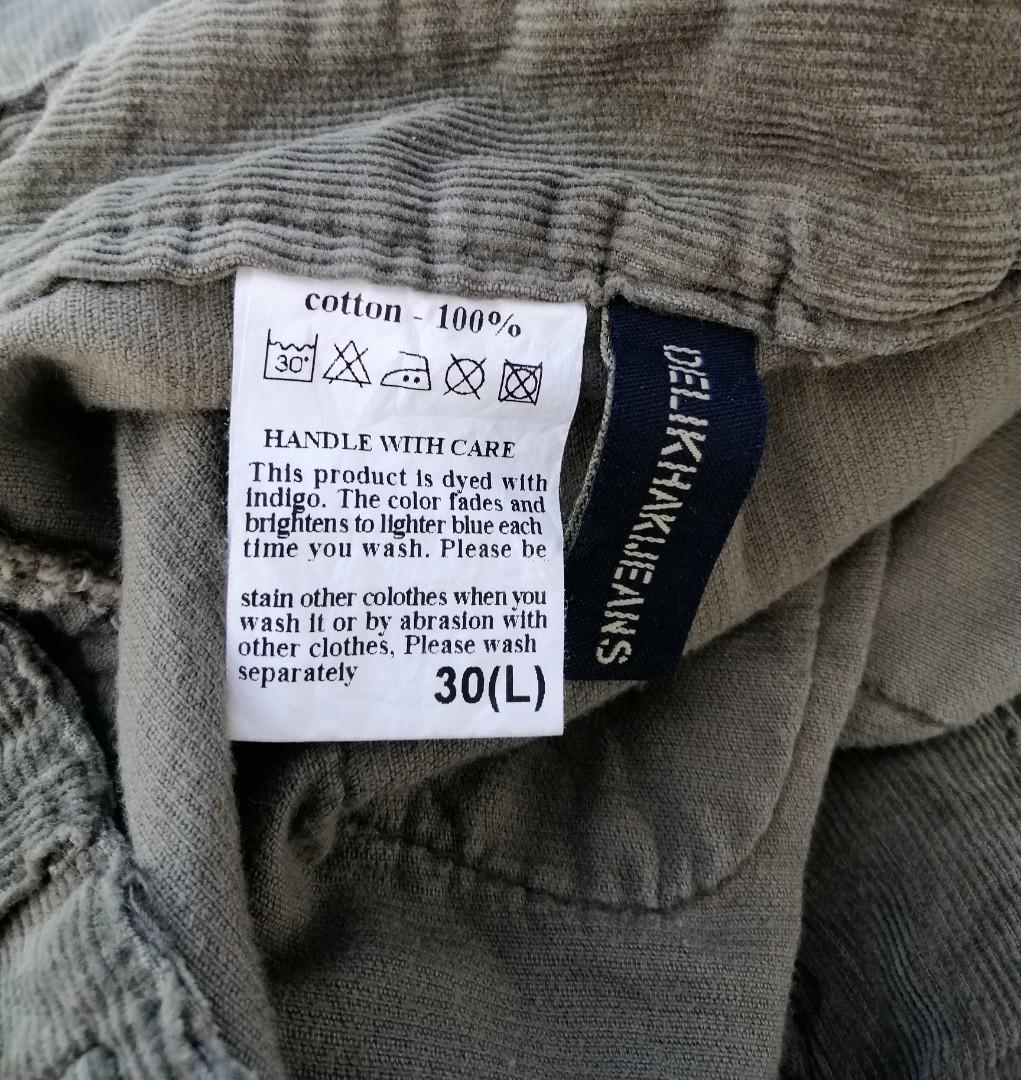 cotton - 100%
30°
HANDLE WITH CARE
This product is dyed with
indigo. The color fades and
brightens to lighter blue each
time you wash. Please be
stain other colothes when you
wash it or by abrasion with
other clothes, Please wash
separately
30(L)
DELIKHAKIJEANS